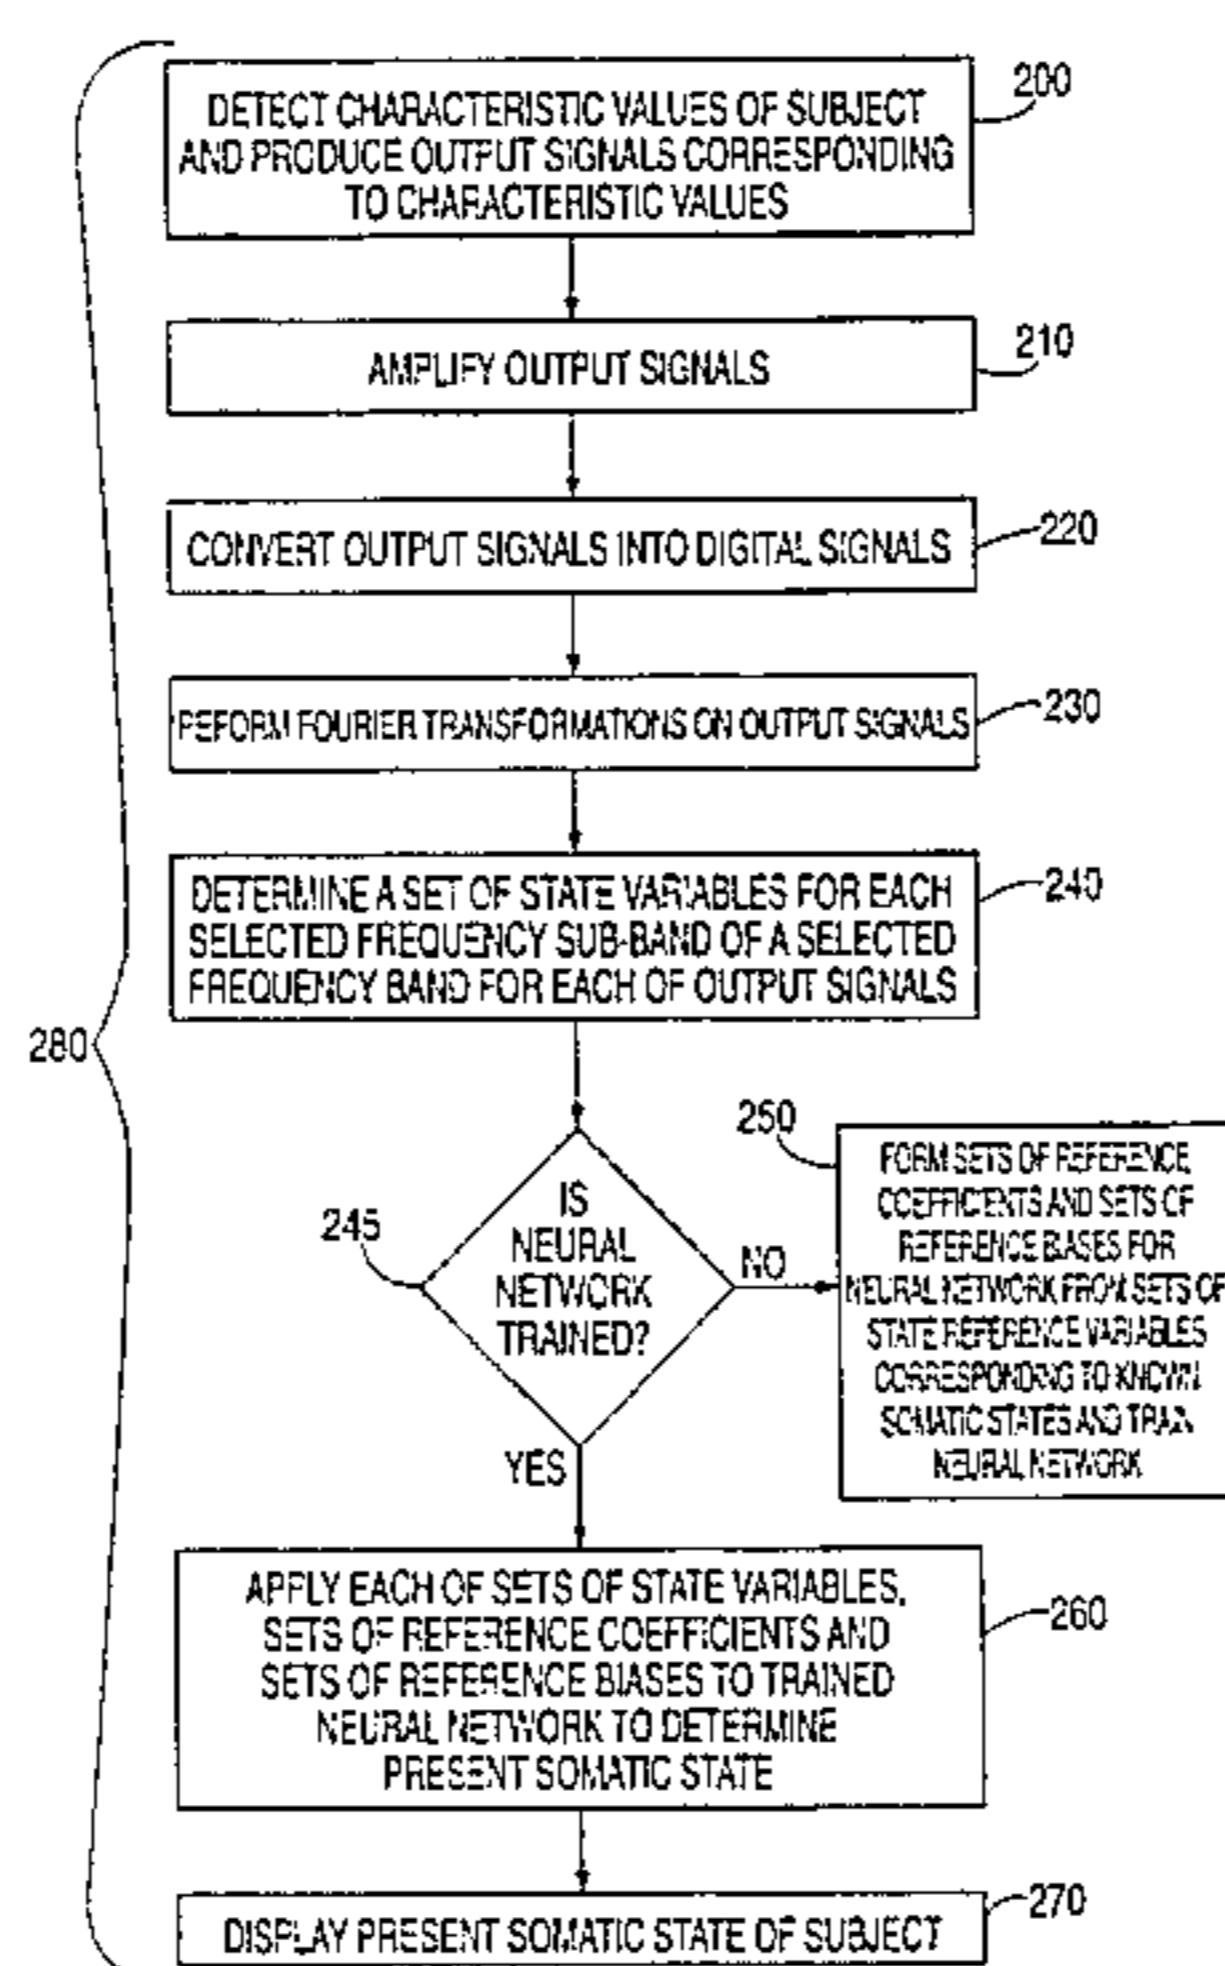 200
DETECT CHARACTERISTIC VALUES OF SUBJECT
AND PRODUCE OUTPUT SIGNALS CORRESPONDING
TO CHARACTERISTIC VALUES
210
AMPLIFY OUTPUT SIGNALS
220
CONVERT OUTPUT SIGNALS INTO DIGITAL SIGNALS
230
PEFORM FOURIER TRANSFORMATIONS ON OUTPUT SIGNALS
240
DETERMINE A SET OF STATE VARIABLES FOR EACH
SELECTED FREQUENCY SUB-BAND OF A SELECTED
FREQUENCY BAND FOR EACH OF OUTPUT SIGNALS
280
245
IS
NEURAL
NETWORK
TRAINED?
NO
YES
250
FORM SETS OF REFERENCE
COEFFICIENTS AND SETS OF
REFERENCE BIASES FOR
NEURAL NETWORK FROM SETS OF
STATE REFERENCE VARIABLES
CORRESPONDING TO KNOWN
SOMATIC STATES AND TRAIN
NEURAL NETWORK
260
APPLY EACH OF SETS OF STATE VARIABLES,
SETS OF REFERENCE COEFFICIENTS AND
SETS OF REFERENCE BIASES TO TRAINED
NEURAL NETWORK TO DETERMINE
PRESENT SOMATIC STATE
270
DISPLAY PRESENT SOMATIC STATE OF SUBJECT